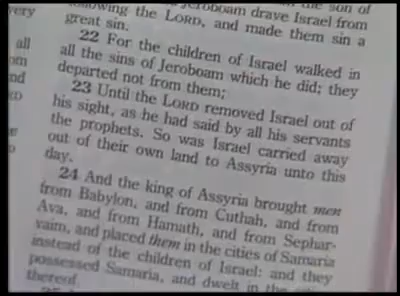 very
all
om
nd
the son of
Jeroboam drave Israel from
following the LORD, and made them sin a
great sin.
22 For the children of Israel walked in
all the sins of Jeroboam which he did; they
departed not from them;
23 Until the LORD removed Israel out of
his sight, as he had said by all his servants
the prophets. So was Israel carried away
out of their own land to Assyria unto this
day.
24 And the king of Assyria brought men
from Babylon, and from Cuthah, and from
Ava, and from Hamath, and from Sephar-
vaim, and placed them in the cities of Samaria
instead of the children of Israel: and they
possessed Samaria, and dwelt in the
thereof.